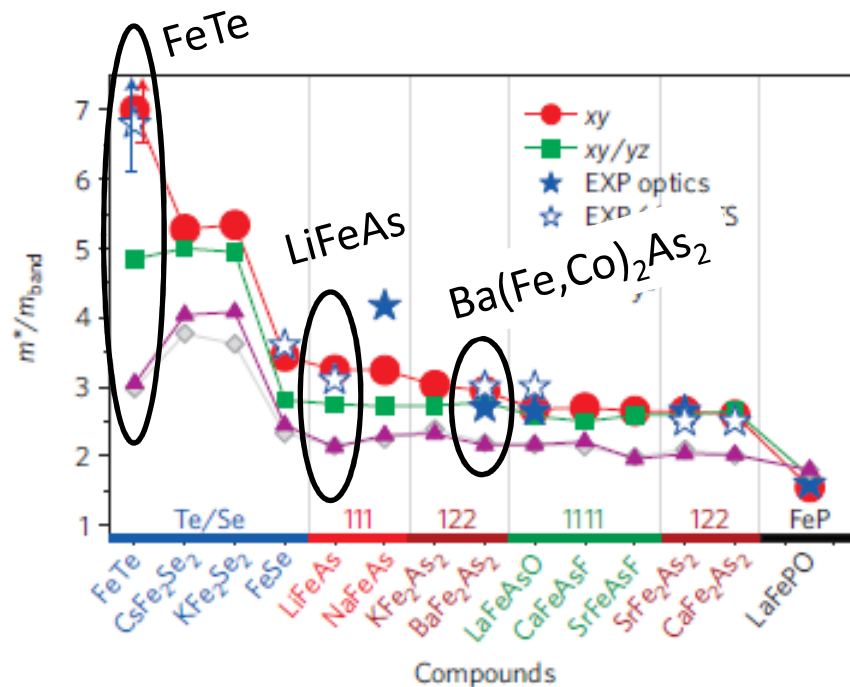 FeTe
7
6
5
4
3
2
1
m*/m_band
xy
xy/yz
EXP optics
EXP
LiFeAs
Ba(Fe,Co)₂As₂
Te/Se 111 122 1111 122 FeP
FeTe
CsFe₂Se₂
KFe₂Se₂
FeSe
LiFeAs
NaFeAs
KFe₂As₂
BaFe₂As₂
LaFeAsO
CaFeAsF
SrFeAsF
SrFe₂As₂
CaFe₂As₂
LaFePO
Compounds